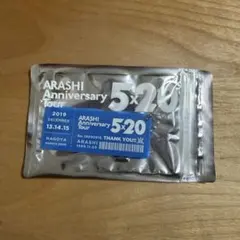 ARASHI
Anniversary
Tour
5×20
2019
DECEMBER
13.14.15
NAGOYA
ARASHI
Anniversary
Tour
5×20
THANK YOU!!
ARASHI